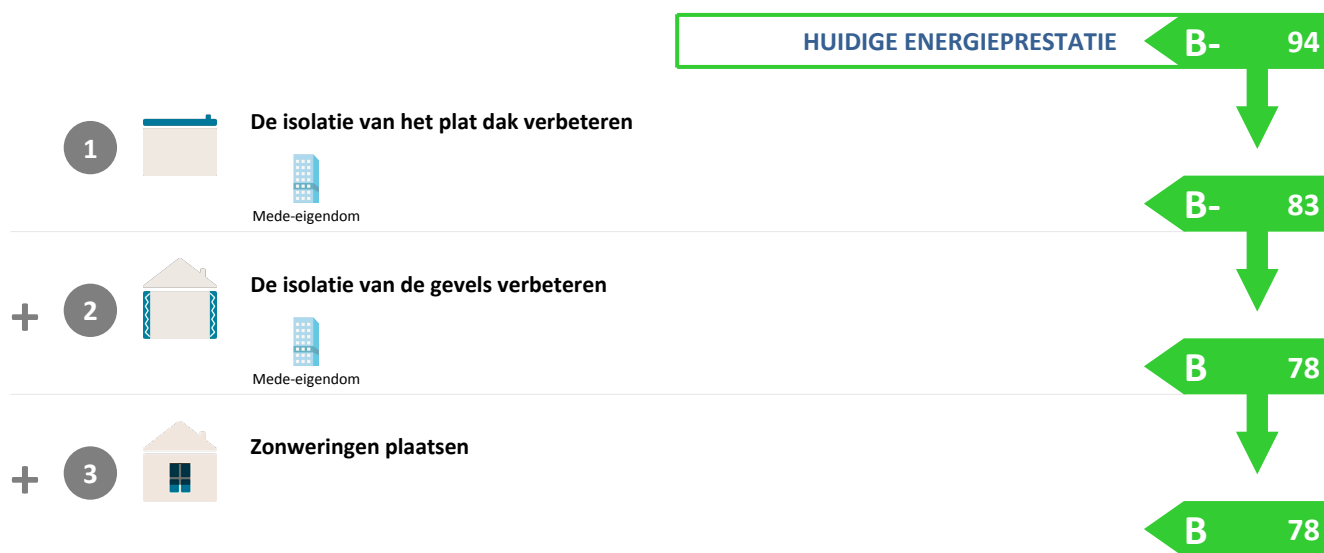 HUIDIGE ENERGIEPRESTATIE B- 94
1 De isolatie van het plat dak verbeteren
Mede-eigendom
B- 83
+ 2 De isolatie van de gevels verbeteren
Mede-eigendom
B 78
+ 3 Zonweringen plaatsen
B 78